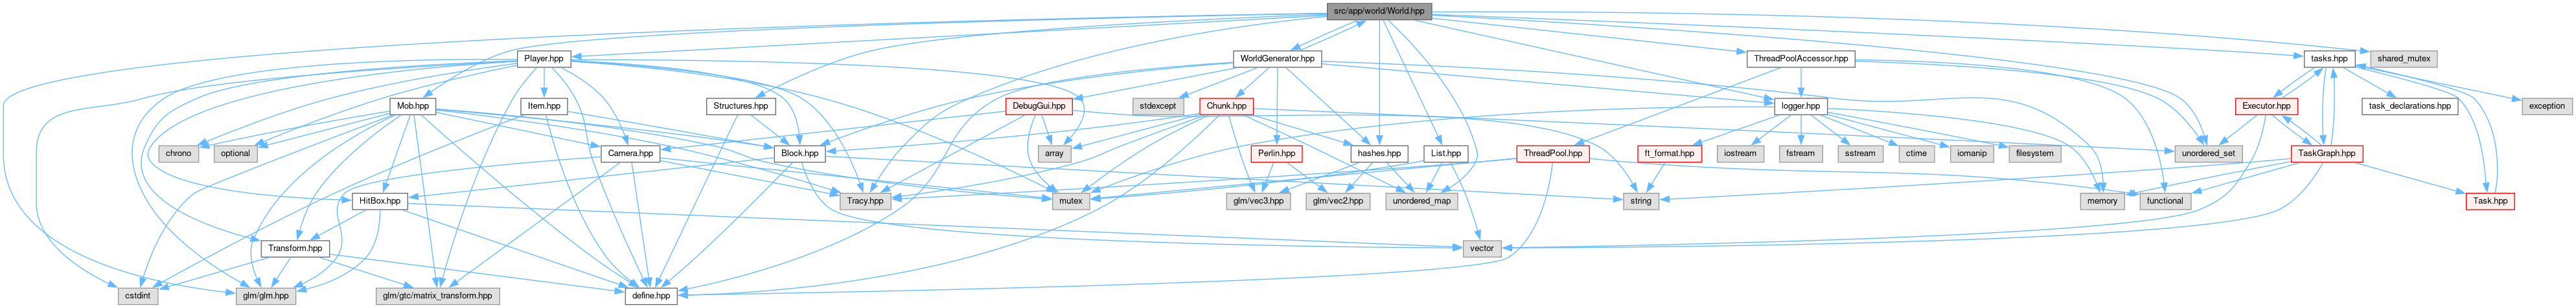 src/app/world/World.hpp
Player.hpp
WorldGenerator.hpp
ThreadPoolAccessor.hpp
tasks.hpp
shared_mutex
Mob.hpp
Item.hpp
Structures.hpp
DebugGui.hpp
stdexcept
Chunk.hpp
logger.hpp
Executor.hpp
task_declarations.hpp
exception
chrono
optional
Camera.hpp
array
Block.hpp
Perlin.hpp
hashes.hpp
List.hpp
ThreadPool.hpp
ft_format.hpp
iostream
fstream
sstream
ctime
iomanip
filesystem
unordered_set
TaskGraph.hpp
HitBox.hpp
Tracy.hpp
mutex
glm/vec3.hpp
glm/vec2.hpp
unordered_map
string
memory
functional
Task.hpp
Transform.hpp
vector
cstdint
glm/glm.hpp
glm/gtc/matrix_transform.hpp
define.hpp